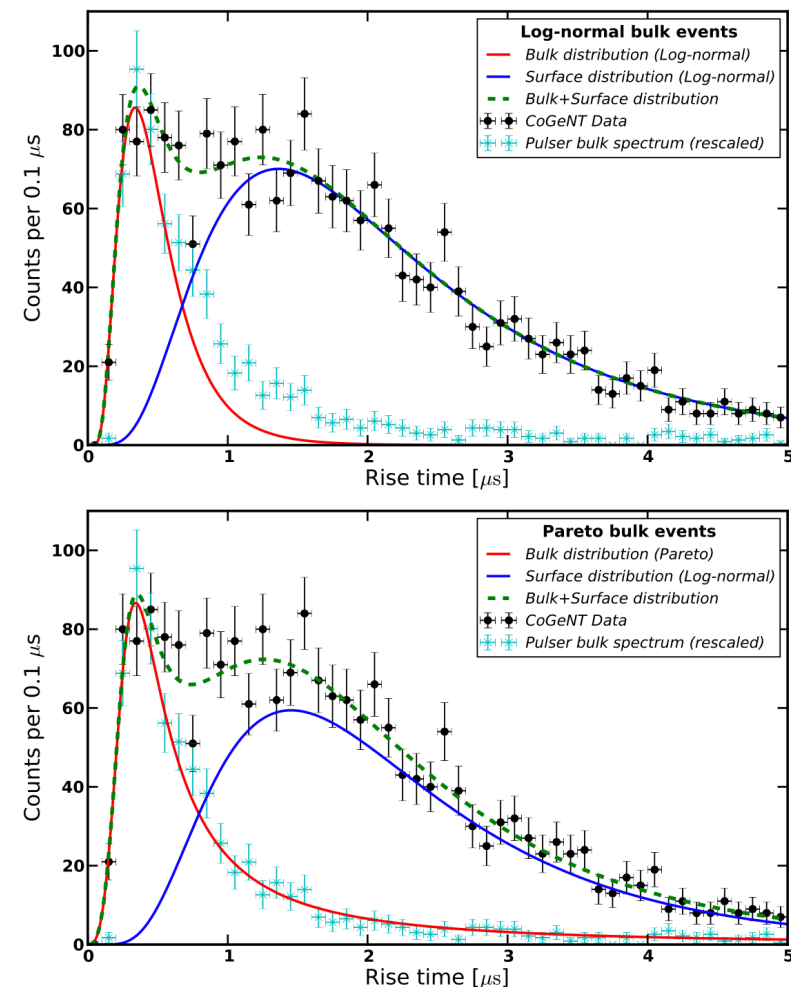 Log-normal bulk events
Bulk distribution (Log-normal)
Surface distribution (Log-normal)
Bulk+Surface distribution
CoGeNT Data
Pulser bulk spectrum (rescaled)
Counts per 0.1 μs
100
80
60
40
20
0
0 1 2 3 4 5
Rise time [μs]
Pareto bulk events
Bulk distribution (Pareto)
Surface distribution (Log-normal)
Bulk+Surface distribution
CoGeNT Data
Pulser bulk spectrum (rescaled)
Counts per 0.1 μs
100
80
60
40
20
0
0 1 2 3 4 5
Rise time [μs]